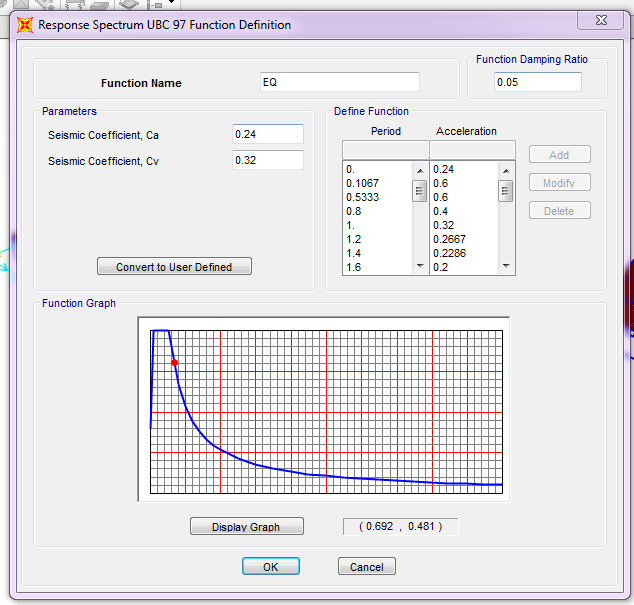 Response Spectrum UBC 97 Function Definition
Function Damping Ratio
Function Name
EQ
0.05
Parameters
Seismic Coefficient, Ca
0.24
Seismic Coefficient, Cv
0.32
Convert to User Defined
Define Function
Period Acceleration
0. 0.24
0.1067 0.6
0.5333 0.6
0.8 0.4
1. 0.32
1.2 0.2667
1.4 0.2286
1.6 0.2
Add
Modify
Delete
Function Graph
Display Graph
( 0.692 , 0.481 )
OK
Cancel